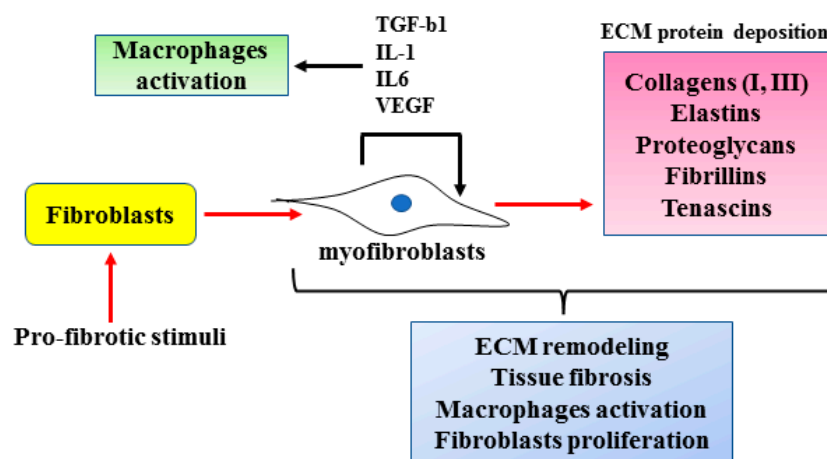 Macrophages
activation
TGF-b1
IL-1
IL6
VEGF
ECM protein deposition
Collagens (I, III)
Elastins
Proteoglycans
Fibrillins
Tenascins
Fibroblasts
myofibroblasts
Pro-fibrotic stimuli
ECM remodeling
Tissue fibrosis
Macrophages activation
Fibroblasts proliferation